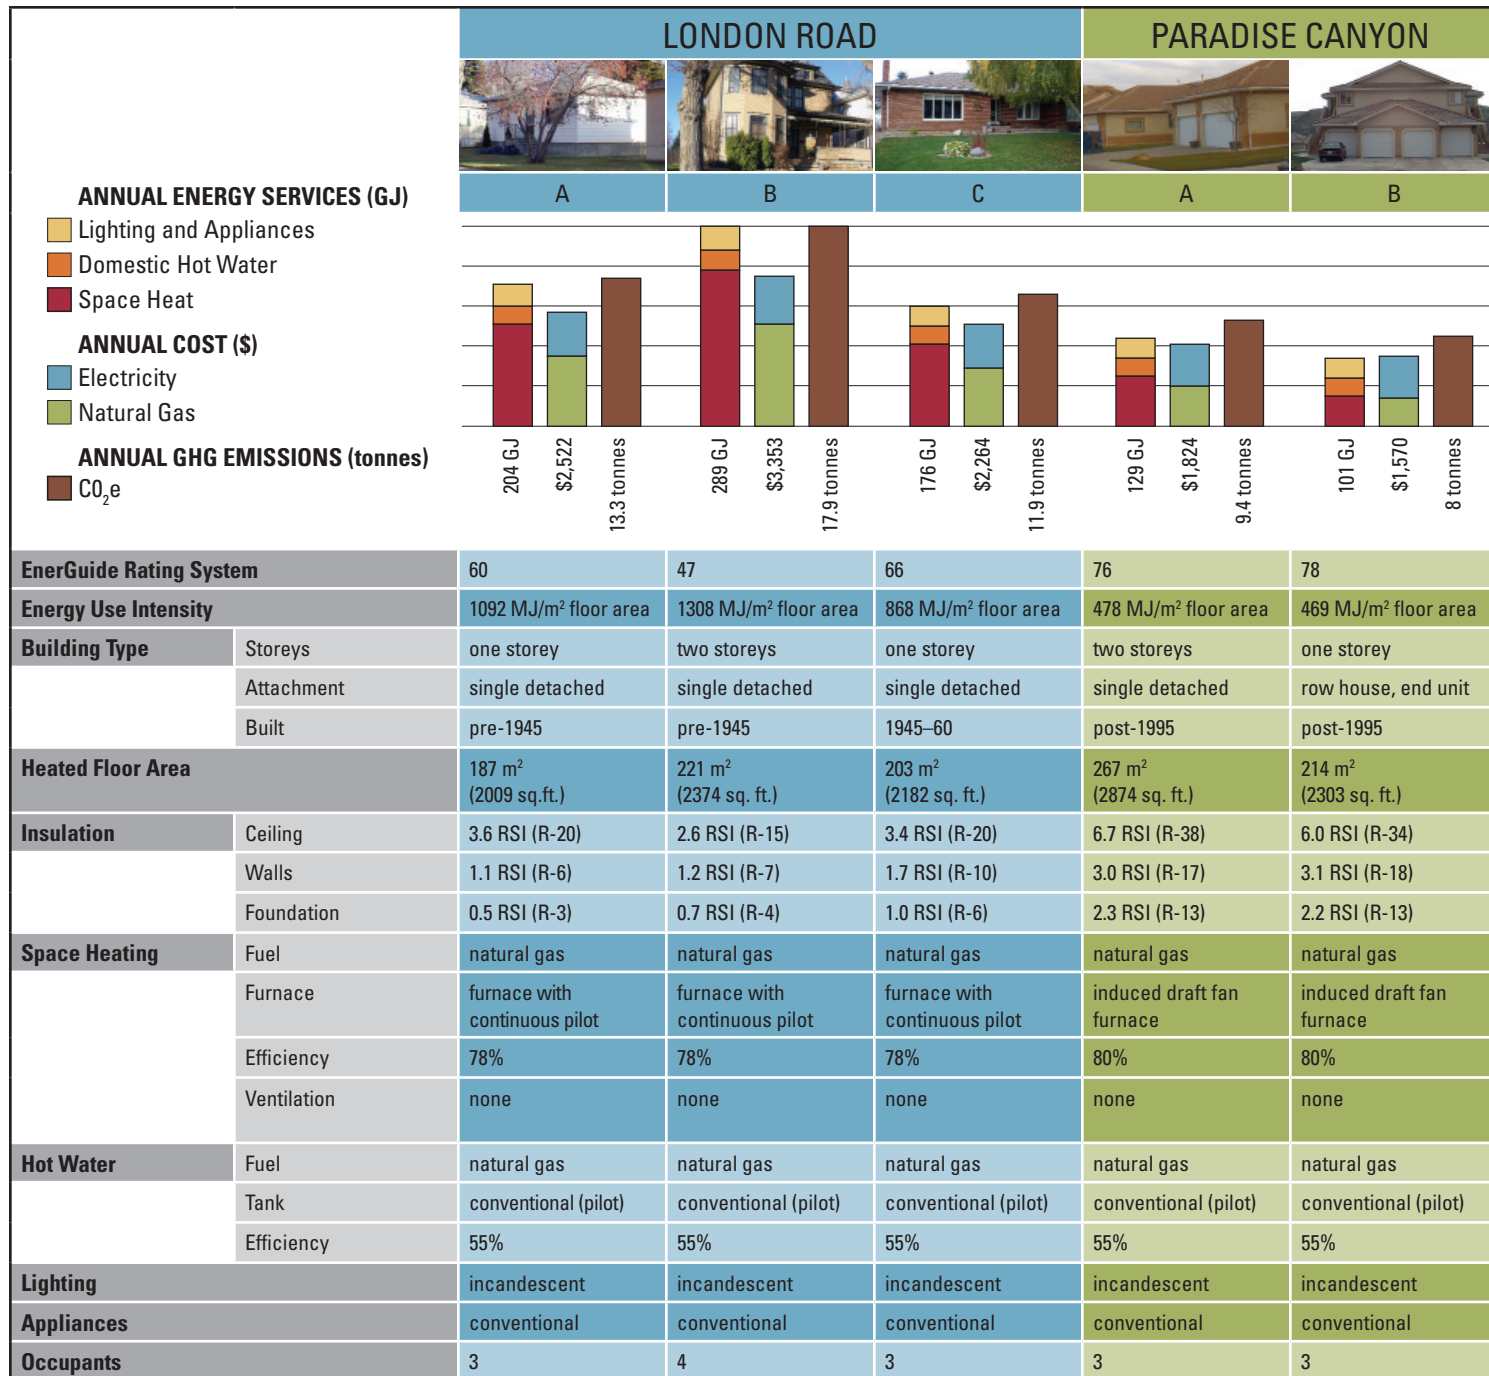 LONDON ROAD
PARADISE CANYON
A
B
C
A
B
ANNUAL ENERGY SERVICES (GJ)
Lighting and Appliances
Domestic Hot Water
Space Heat
ANNUAL COST ($)
Electricity
Natural Gas
ANNUAL GHG EMISSIONS (tonnes)
C0₂e
204 GJ
$2,522
13.3 tonnes
289 GJ
$3,353
17.9 tonnes
176 GJ
$2,264
11.9 tonnes
129 GJ
$1,824
9.4 tonnes
101 GJ
$1,570
8 tonnes
EnerGuide Rating System 60 47 66 76 78
Energy Use Intensity 1092 MJ/m² floor area 1308 MJ/m² floor area 868 MJ/m² floor area 478 MJ/m² floor area 469 MJ/m² floor area
Building Type Storeys one storey two storeys one storey two storeys one storey
Attachment single detached single detached single detached single detached row house, end unit
Built pre-1945 pre-1945 1945–60 post-1995 post-1995
Heated Floor Area 187 m² 221 m² 203 m² 267 m² 214 m²
(2009 sq.ft.) (2374 sq. ft.) (2182 sq. ft.) (2874 sq. ft.) (2303 sq. ft.)
Insulation Ceiling 3.6 RSI (R-20) 2.6 RSI (R-15) 3.4 RSI (R-20) 6.7 RSI (R-38) 6.0 RSI (R-34)
Walls 1.1 RSI (R-6) 1.2 RSI (R-7) 1.7 RSI (R-10) 3.0 RSI (R-17) 3.1 RSI (R-18)
Foundation 0.5 RSI (R-3) 0.7 RSI (R-4) 1.0 RSI (R-6) 2.3 RSI (R-13) 2.2 RSI (R-13)
Space Heating Fuel natural gas natural gas natural gas natural gas natural gas
Furnace furnace with furnace with furnace with induced draft fan induced draft fan
continuous pilot continuous pilot continuous pilot furnace furnace
Efficiency 78% 78% 78% 80% 80%
Ventilation none none none none none
Hot Water Fuel natural gas natural gas natural gas natural gas natural gas
Tank conventional (pilot) conventional (pilot) conventional (pilot) conventional (pilot) conventional (pilot)
Efficiency 55% 55% 55% 55% 55%
Lighting incandescent incandescent incandescent incandescent incandescent
Appliances conventional conventional conventional conventional conventional
Occupants 3 4 3 3 3